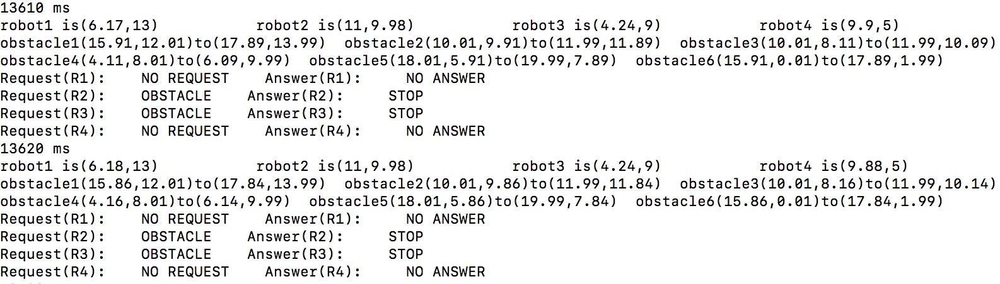 13610 ms
robot1 is(6.17,13) robot2 is(11,9.98) robot3 is(4.24,9) robot4 is(9.9,5)
obstacle1(15.91,12.01)to(17.89,13.99) obstacle2(10.01,9.91)to(11.99,11.89) obstacle3(10.01,8.11)to(11.99,10.09)
obstacle4(4.11,8.01)to(6.09,9.99) obstacle5(18.01,5.91)to(19.99,7.89) obstacle6(15.91,0.01)to(17.89,1.99)
Request(R1): NO REQUEST Answer(R1): NO ANSWER
Request(R2): OBSTACLE Answer(R2): STOP
Request(R3): OBSTACLE Answer(R3): STOP
Request(R4): NO REQUEST Answer(R4): NO ANSWER
13620 ms
robot1 is(6.18,13) robot2 is(11,9.98) robot3 is(4.24,9) robot4 is(9.88,5)
obstacle1(15.86,12.01)to(17.84,13.99) obstacle2(10.01,9.86)to(11.99,11.84) obstacle3(10.01,8.16)to(11.99,10.14)
obstacle4(4.16,8.01)to(6.14,9.99) obstacle5(18.01,5.86)to(19.99,7.84) obstacle6(15.86,0.01)to(17.84,1.99)
Request(R1): NO REQUEST Answer(R1): NO ANSWER
Request(R2): OBSTACLE Answer(R2): STOP
Request(R3): OBSTACLE Answer(R3): STOP
Request(R4): NO REQUEST Answer(R4): NO ANSWER